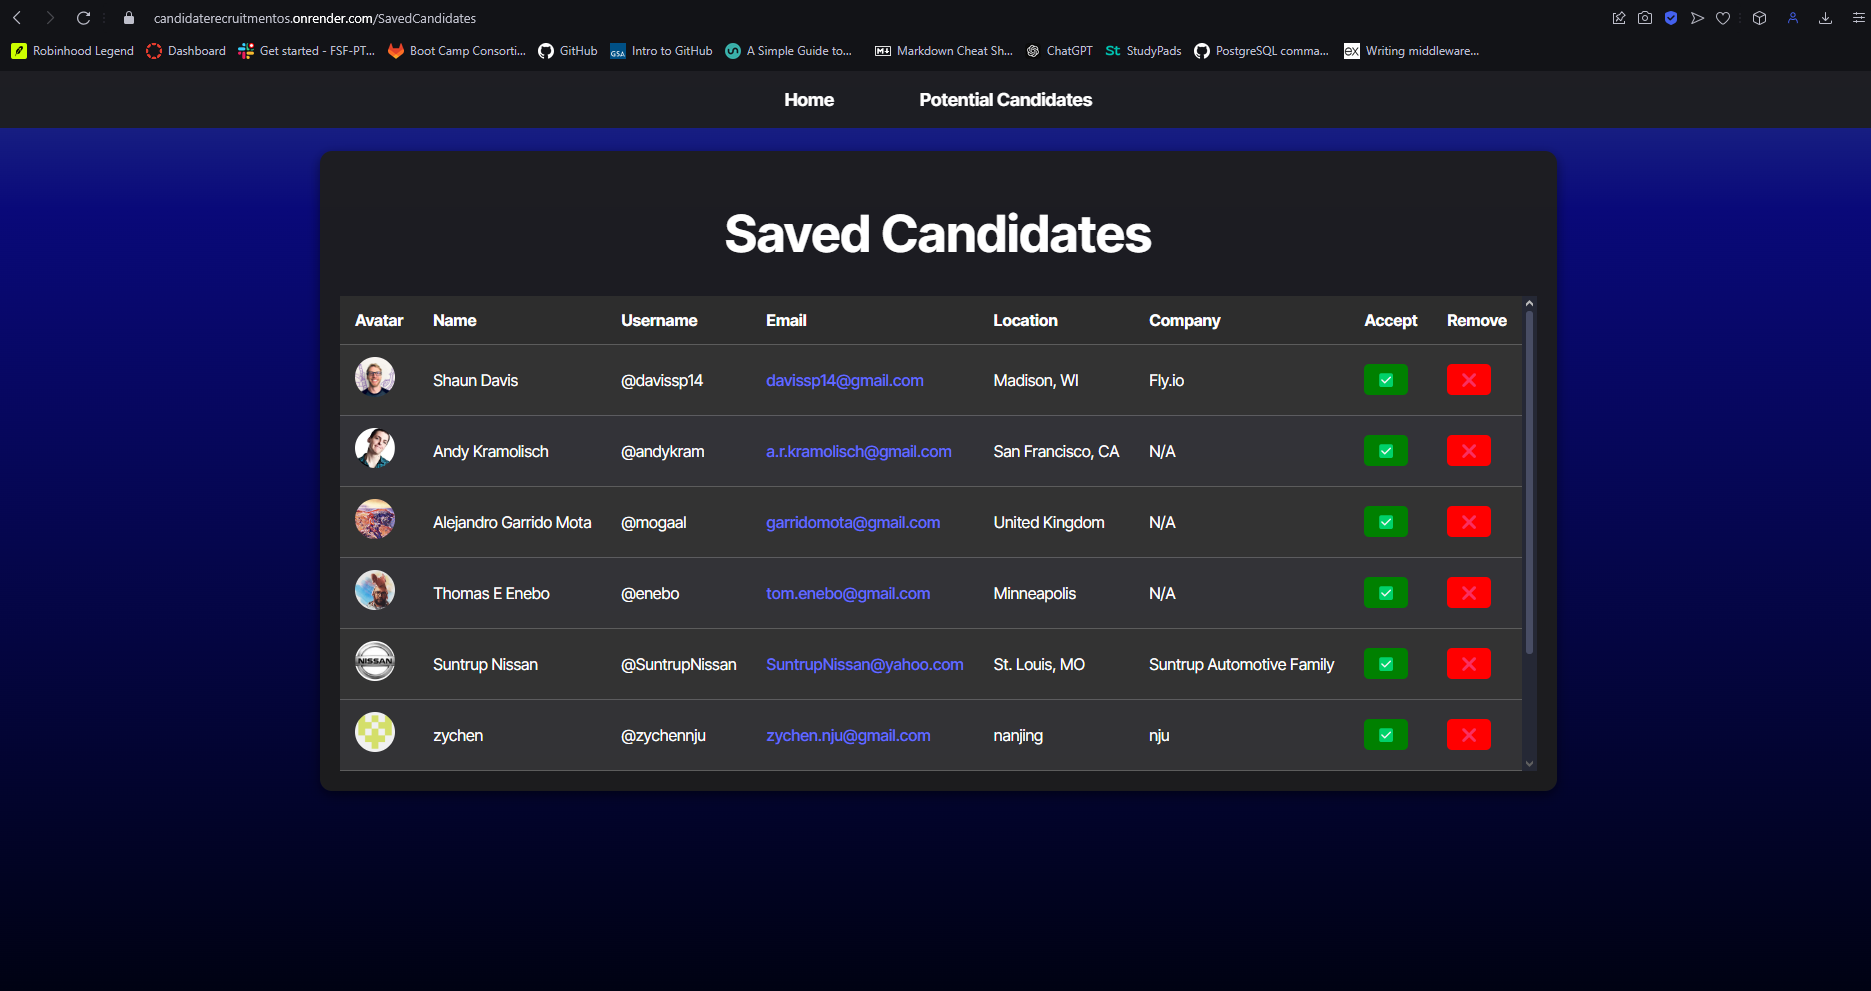 candidaterecruitmentos.onrender.com/SavedCandidates
Robinhood Legend Dashboard Get started - FSF-PT... Boot Camp Consorti... GitHub GSA Intro to GitHub A Simple Guide to... Markdown Cheat Sh... ChatGPT St StudyPads PostgreSQL comma... ex Writing middleware...
Home Potential Candidates
Saved Candidates
Avatar Name Username Email Location Company Accept Remove
Shaun Davis @davissp14 davissp14@gmail.com Madison, WI Fly.io
Andy Kramolisch @andykram a.r.kramolisch@gmail.com San Francisco, CA N/A
Alejandro Garrido Mota @mogaal garridomota@gmail.com United Kingdom N/A
Thomas E Enebo @enebo tom.enebo@gmail.com Minneapolis N/A
NISSAN Suntrup Nissan @SuntrupNissan SuntrupNissan@yahoo.com St. Louis, MO Suntrup Automotive Family
zychen @zychennju zychen.nju@gmail.com nanjing nju